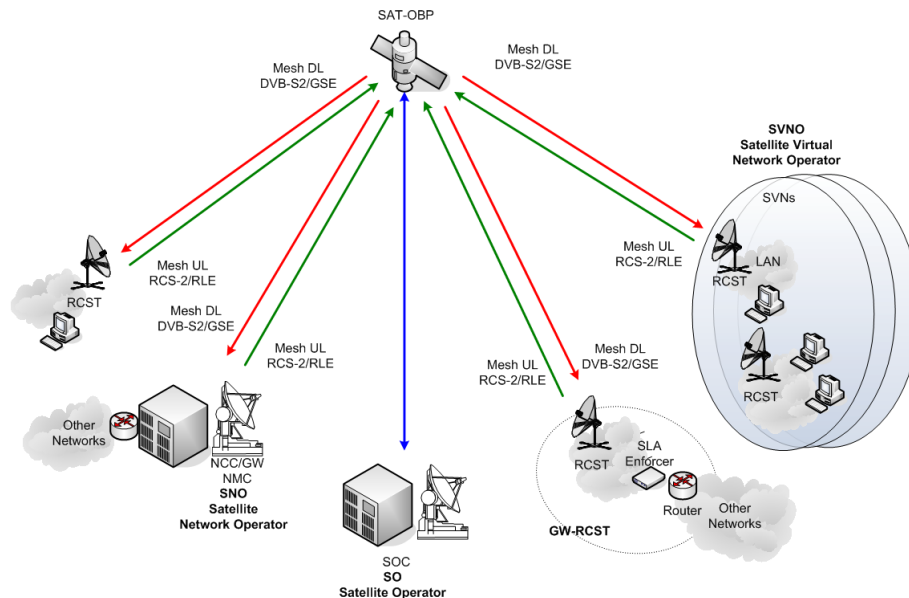 SAT-OBP
Mesh DL
DVB-S2/GSE
Mesh DL
DVB-S2/GSE
SVNO
Satellite Virtual
Network Operator
SVNs
Mesh UL
RCS-2/RLE
LAN
RCST
Mesh UL
RCS-2/RLE
RCST
Mesh DL
DVB-S2/GSE
Mesh UL
RCS-2/RLE
Mesh UL
RCS-2/RLE
Mesh DL
DVB-S2/GSE
RCST
Other
Networks
NCC/GW
NMC
SNO
Satellite
Network Operator
RCST
SLA
Enforcer
Router
Other
Networks
GW-RCST
SOC
SO
Satellite Operator